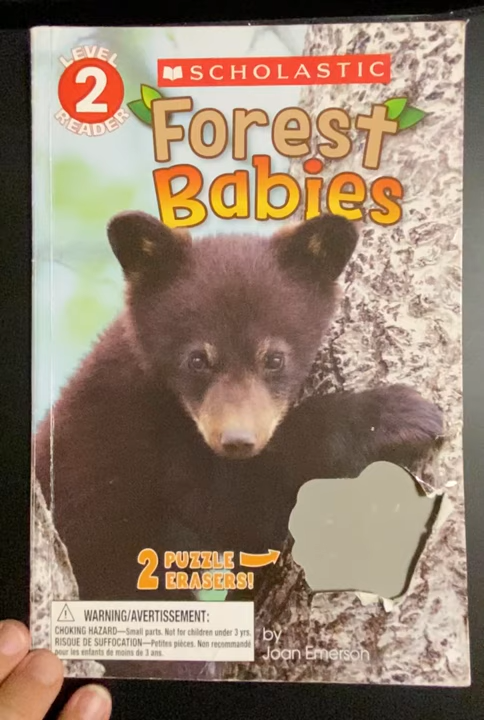 LEVEL
2
READER
SCHOLASTIC
Forest
Babies
2 PUZZLE
ERASERS!
WARNING/AVERTISSEMENT:
CHOKING HAZARD—Small parts. Not for children under 3 yrs.
RISQUE DE SUFFOCATION—Petites pièces. Non recommandé
pour les enfants de moins de 3 ans.
by
Joan Emerson